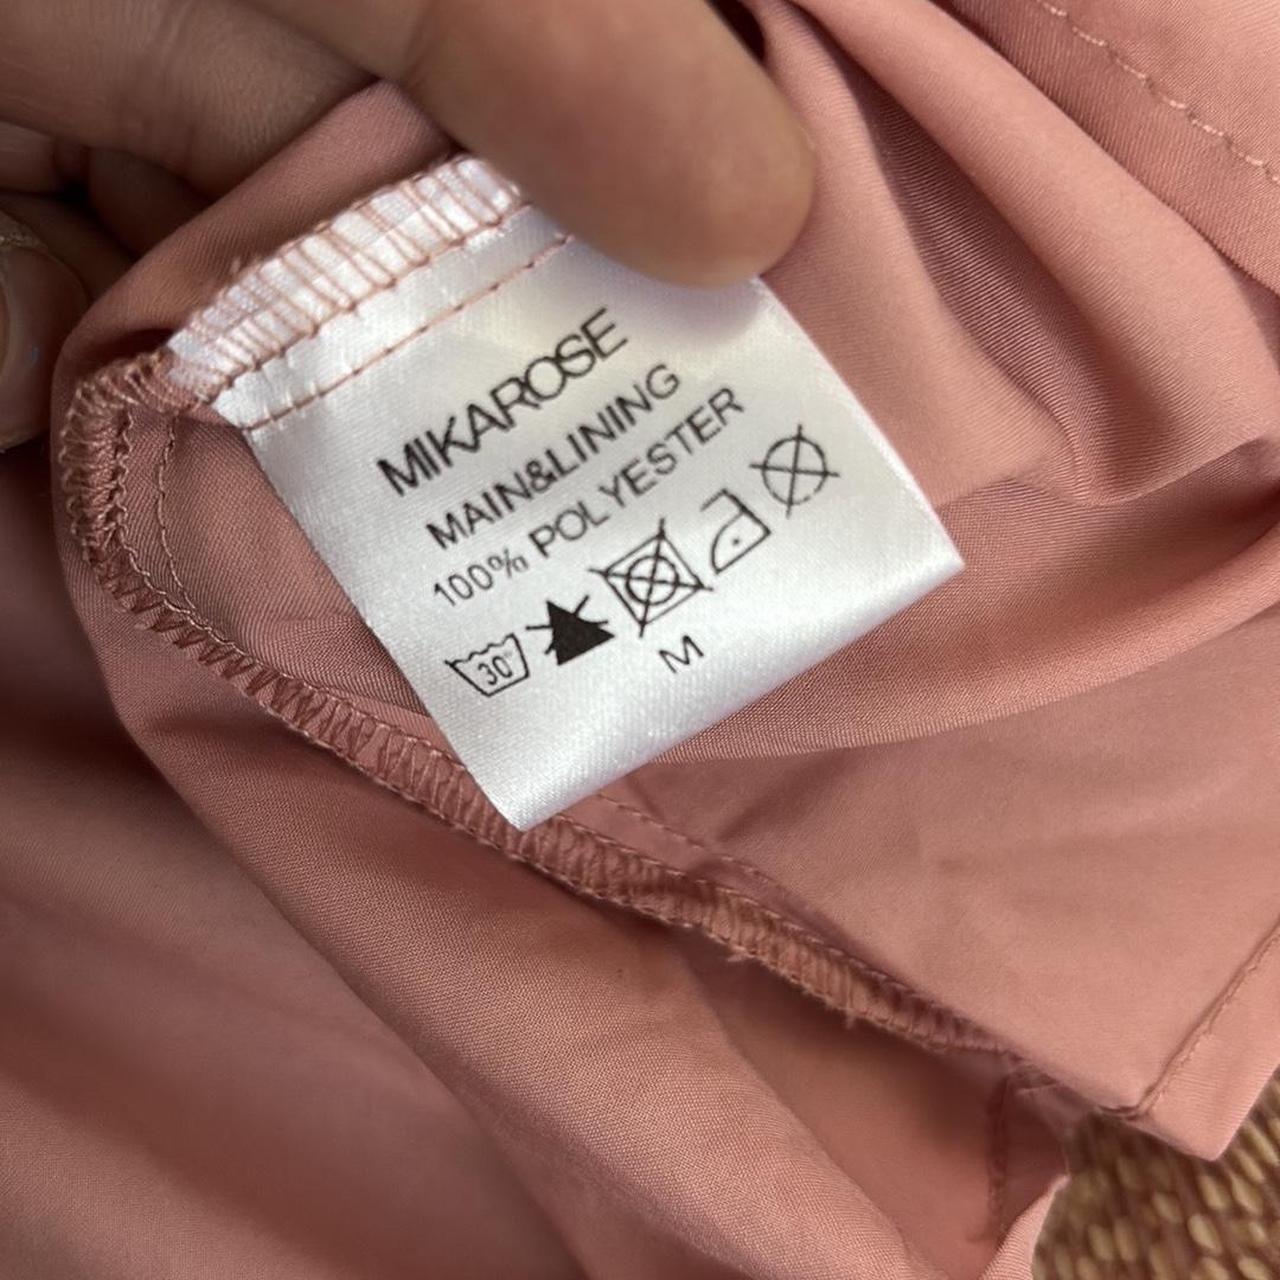 MIKAROSE
MAIN&LINING
100% POLYESTER
30°
M